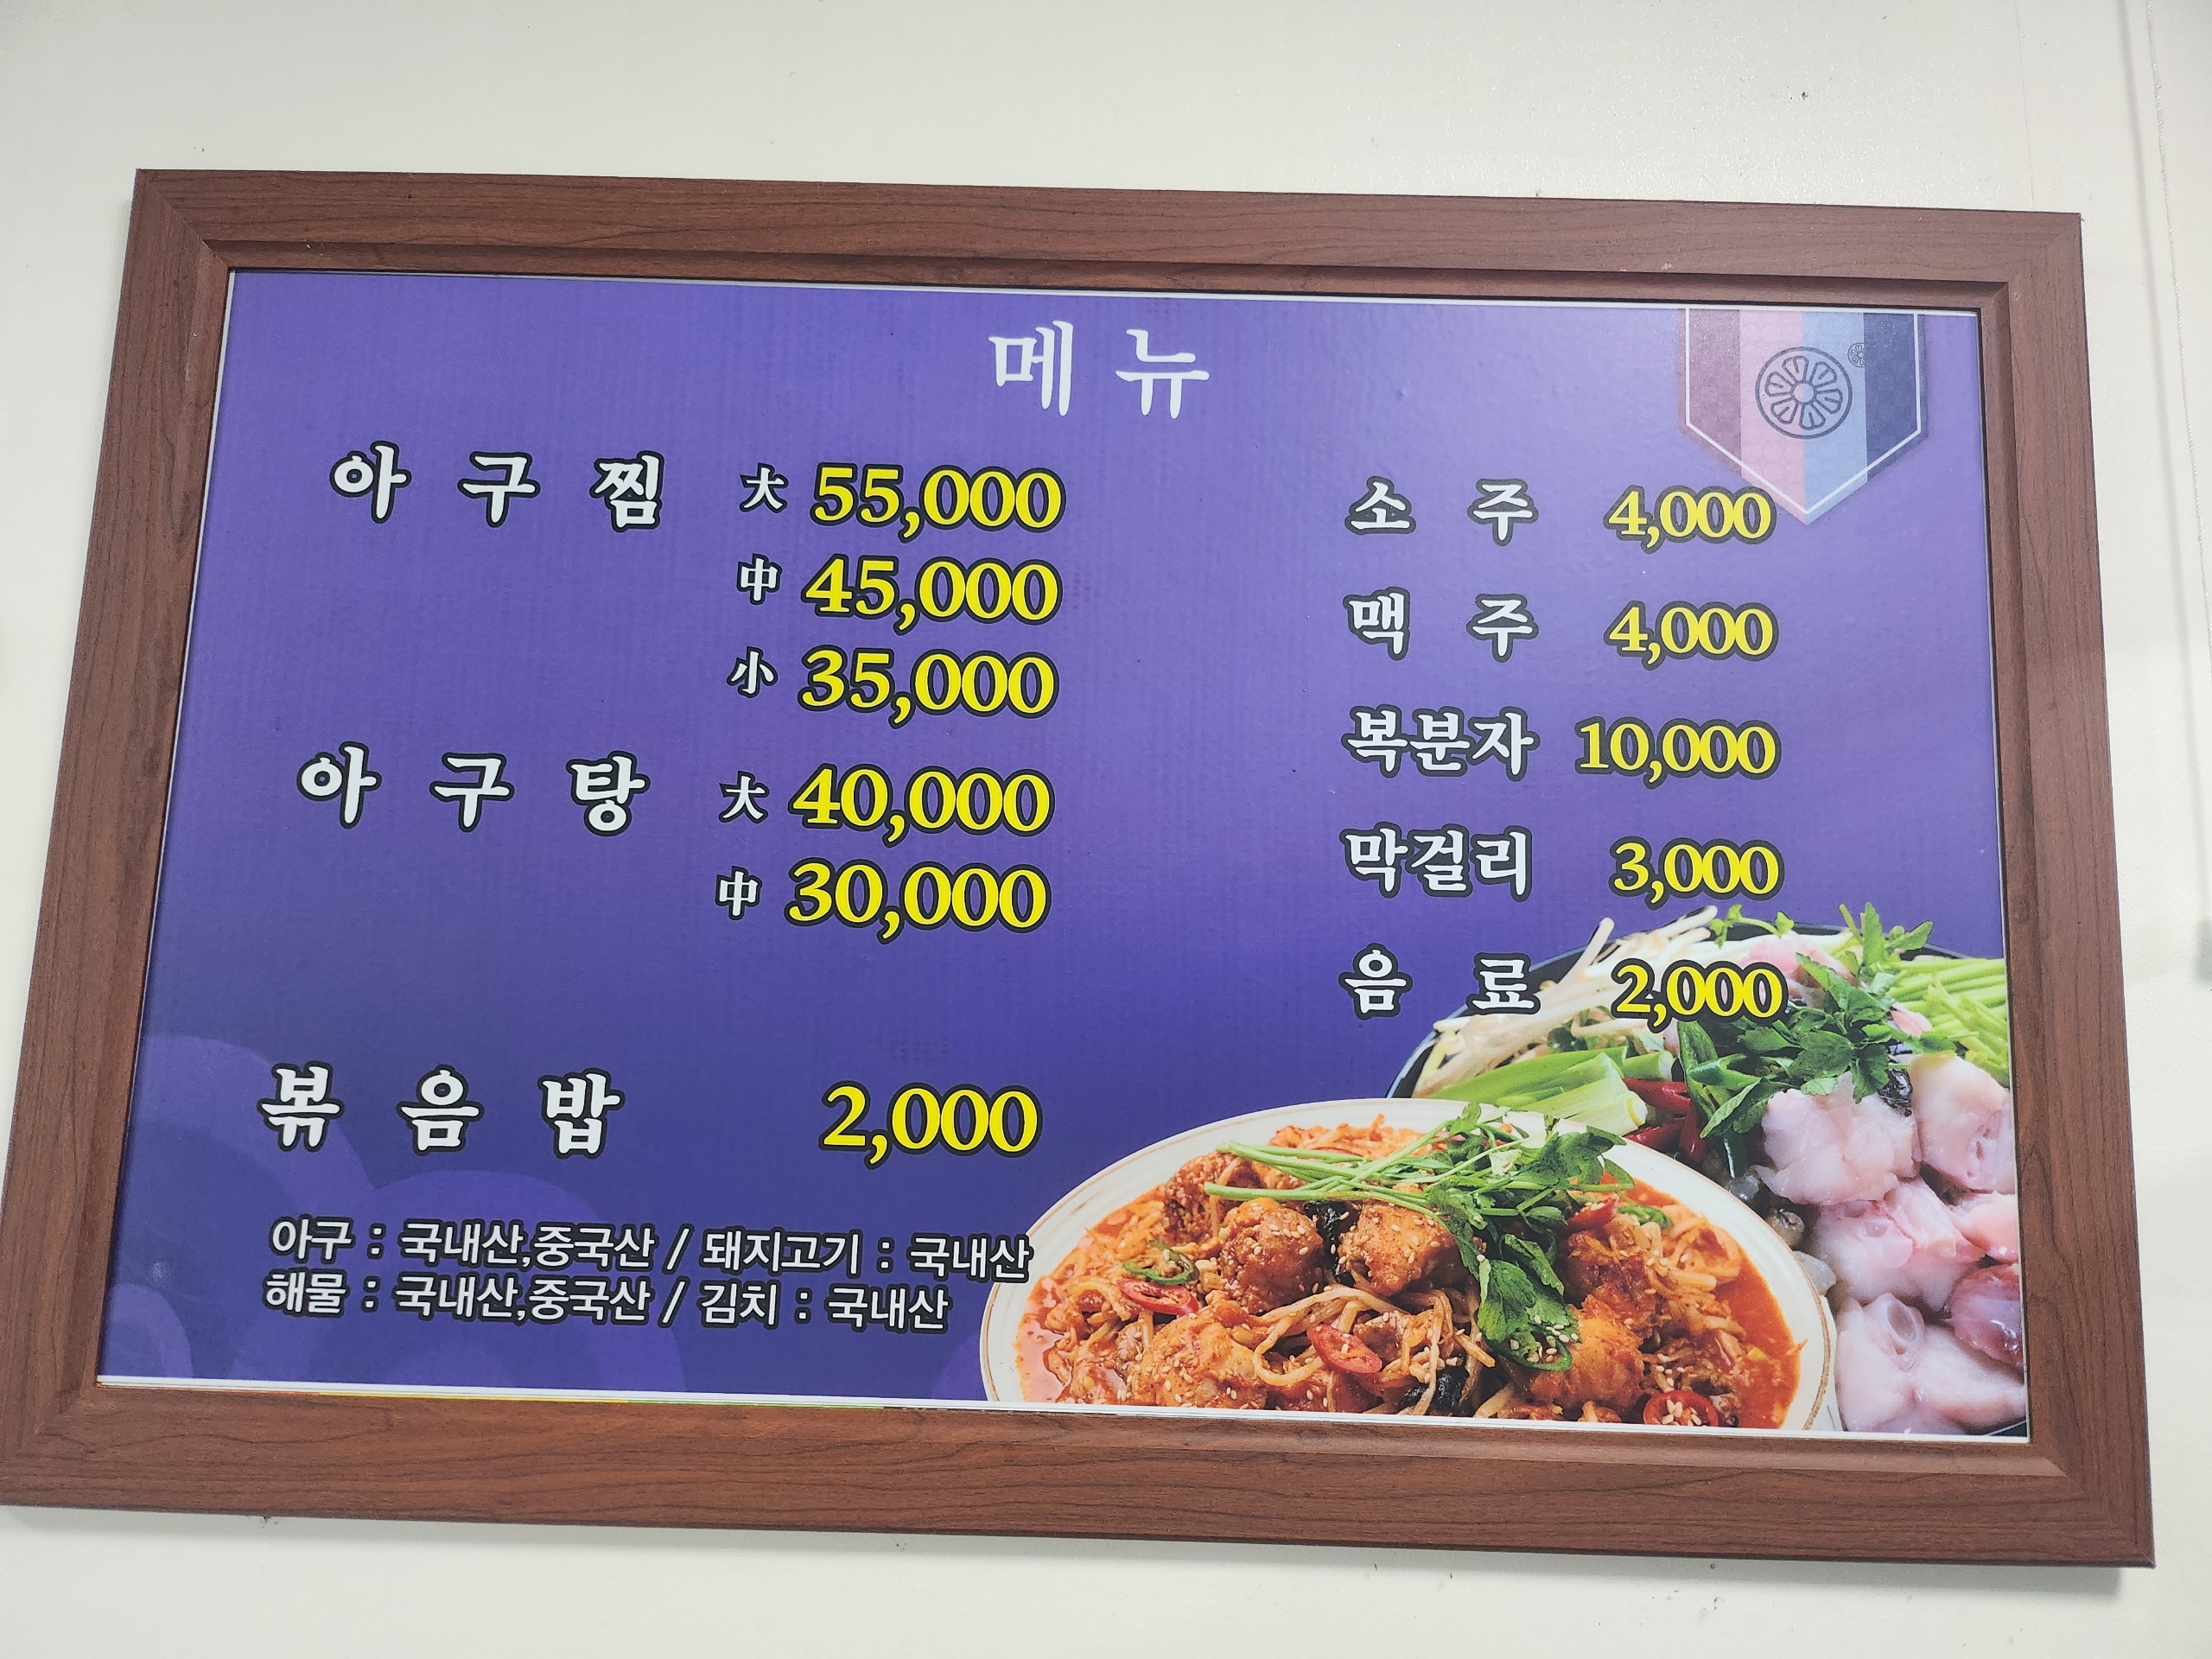 메뉴
아구찜 大 55,000
中 45,000
小 35,000
아구탕 大 40,000
中 30,000
볶음밥 2,000
소주 4,000
맥주 4,000
복분자 10,000
막걸리 3,000
음료 2,000
아구 : 국내산,중국산 / 돼지고기 : 국내산
해물 : 국내산,중국산 / 김치 : 국내산